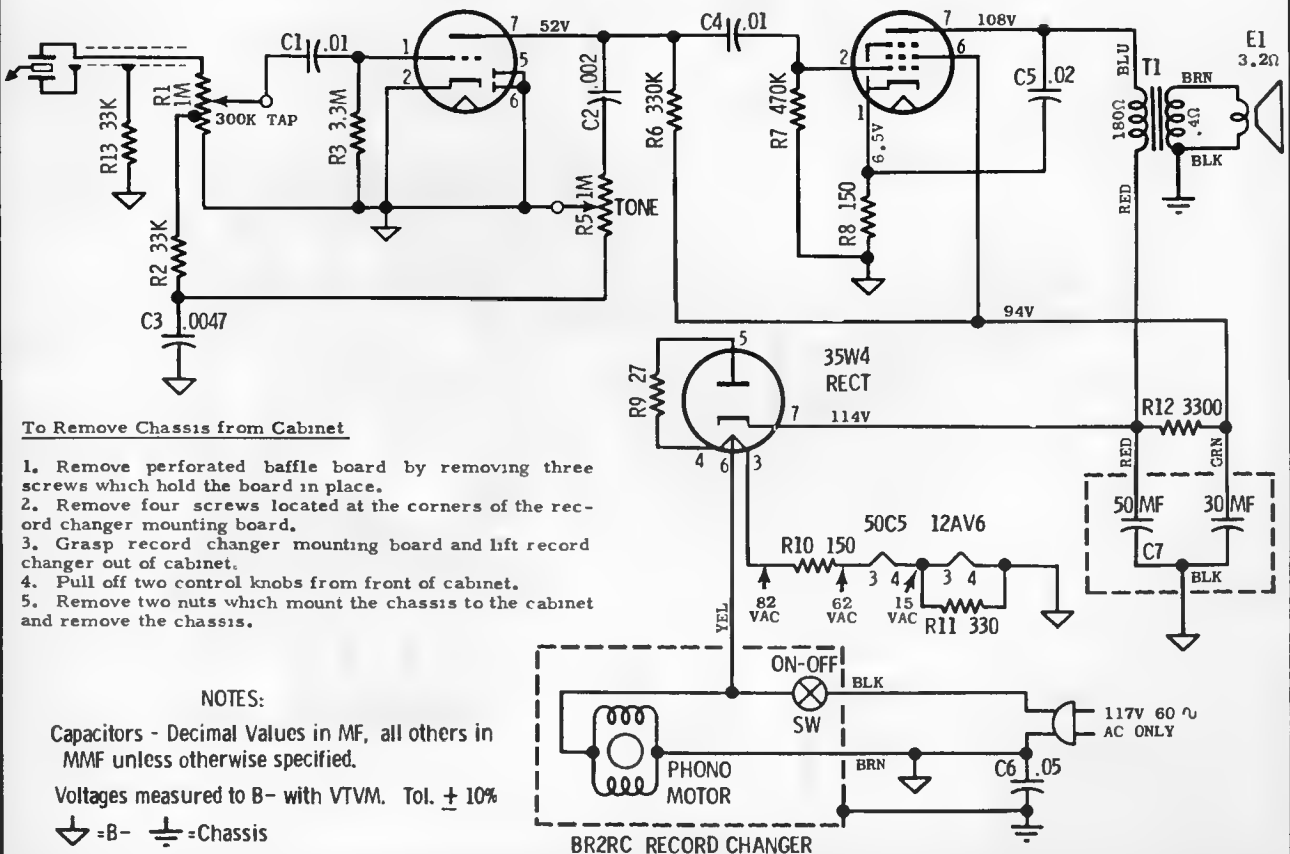 7 52V
C4 .01
7 108V
C1 .01
1
2
5
6
.002
C2
2
6
1
C5 .02
BLU
T1
BRN
E1
3.2Ω
R1
1M
300K TAP
R13 33K
R3 3.3M
R6 330K
R7 470K
6.5V
180Ω
.4Ω
BLK
RED
R5 1M
TONE
R8 150
R2 33K
C3 .0047
94V
5
35W4
RECT
R9 27
7 114V
R12 3300
4 6 3
RED
GRN
To Remove Chassis from Cabinet
1. Remove perforated baffle board by removing three
screws which hold the board in place.
2. Remove four screws located at the corners of the rec-
ord changer mounting board.
3. Grasp record changer mounting board and lift record
changer out of cabinet.
4. Pull off two control knobs from front of cabinet.
5. Remove two nuts which mount the chassis to the cabinet
and remove the chassis.
50 MF
30 MF
C7
BLK
50C5 12AV6
R10 150
3 4 3 4
82
VAC
62
VAC
15
VAC
R11 330
YEL
ON-OFF
SW
BLK
117V 60 ∿
AC ONLY
NOTES:
Capacitors - Decimal Values in MF, all others in
MMF unless otherwise specified.
Voltages measured to B- with VTVM. Tol. ± 10%
=B- =Chassis
PHONO
MOTOR
BRN
C6 .05
BR2RC RECORD CHANGER